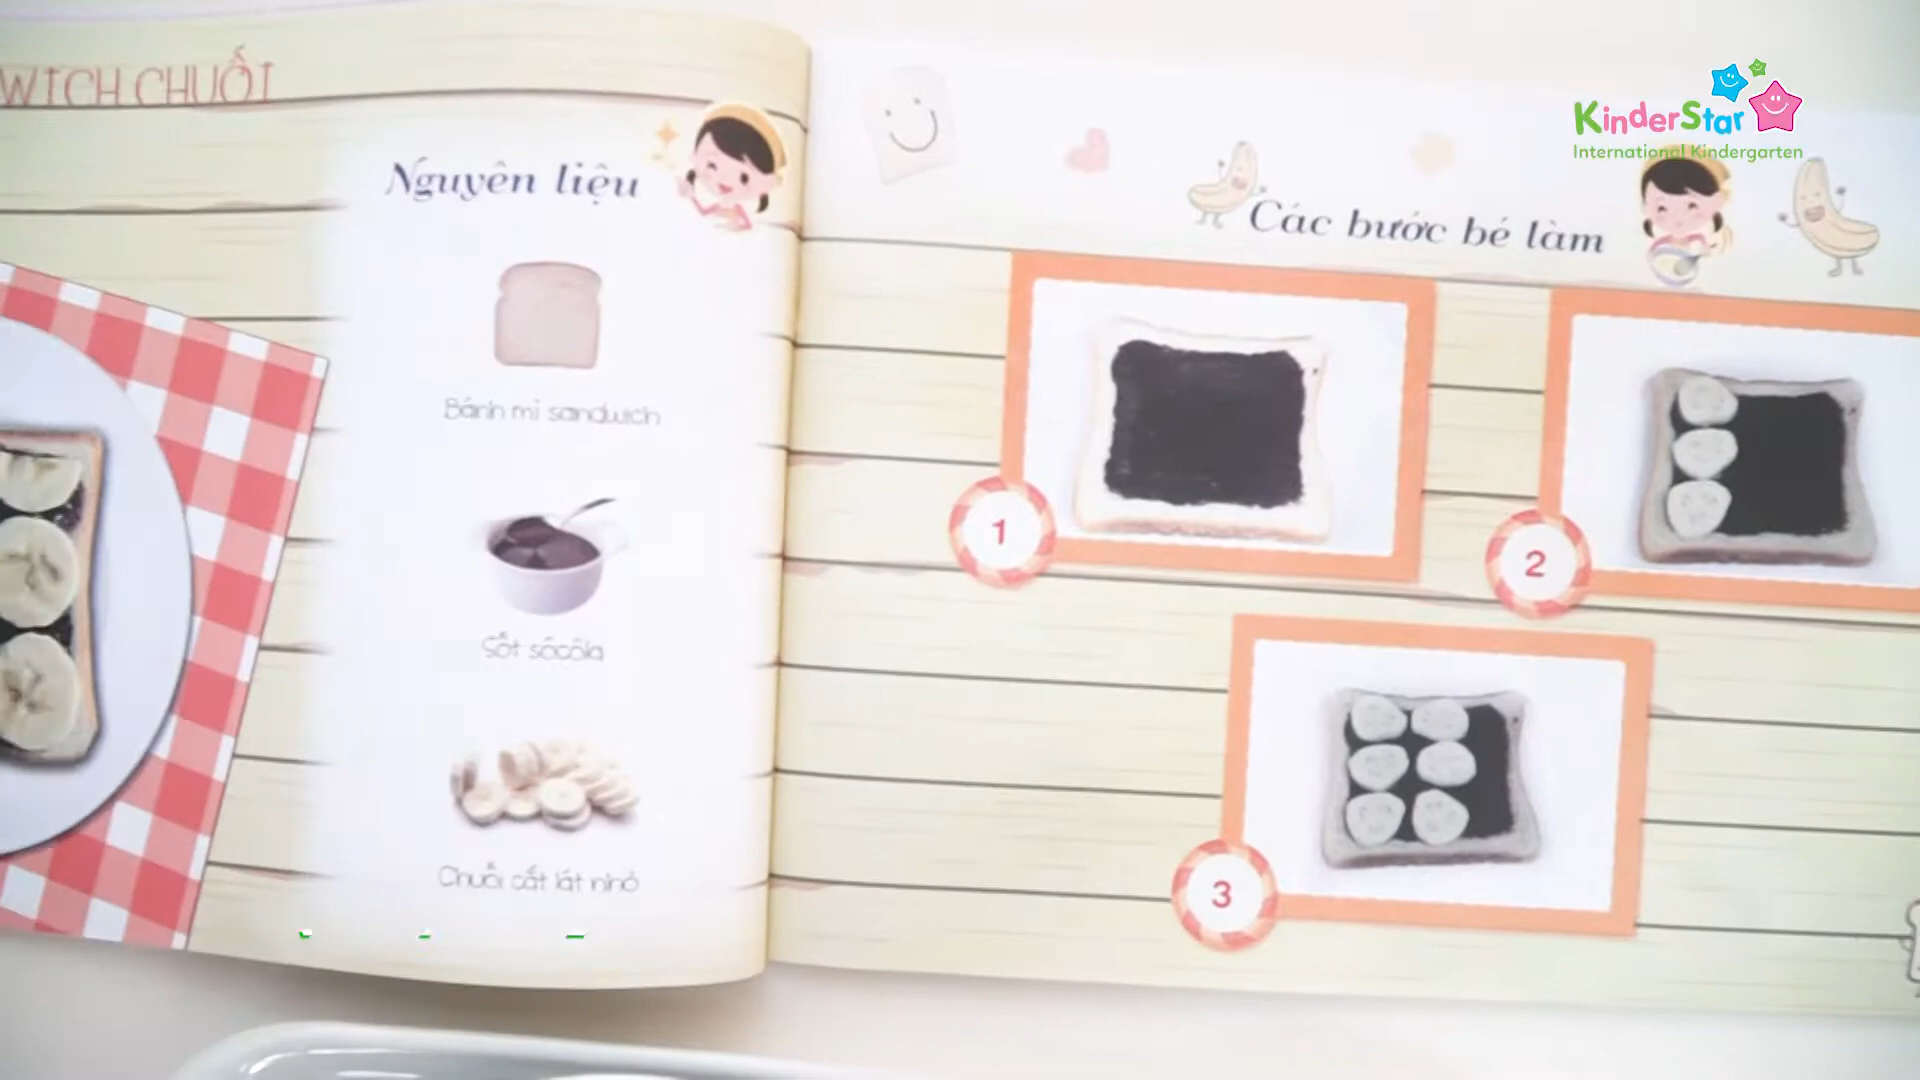 WICH CHUỐI
Nguyên liệu
Bánh mì sandwich
Sốt sôcôla
Chuối cắt lát nhỏ
KinderStar
International Kindergarten
Các bước bé làm
1
2
3